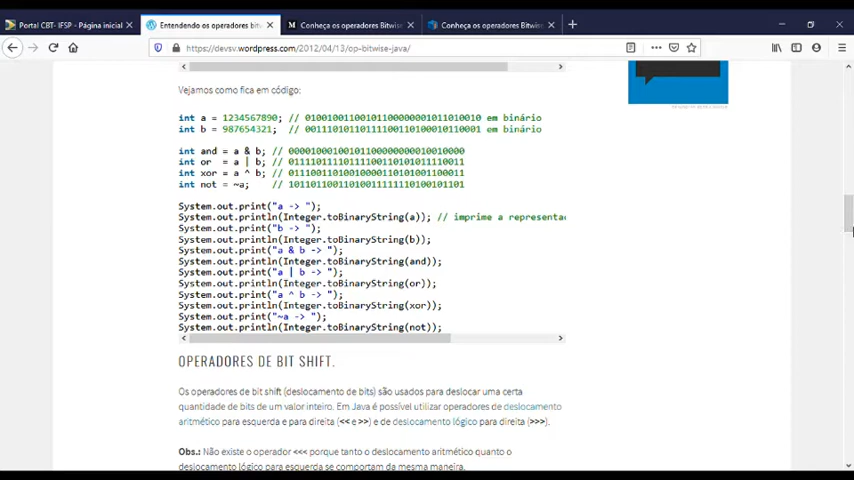 Portal CBT- IFSP - Página inicial
Entendendo os operadores bit
Conheça os operadores Bitwise
Conheça os operadores Bitwise
https://devsv.wordpress.com/2012/04/13/op-bitwise-java/
Vejamos como fica em código:
int a = 1234567890; // 01001001100101100000001011010010 em binário
int b = 987654321; // 00111010110111100110100010110001 em binário
int and = a & b; // 00001000100101100000000010010000
int or = a | b; // 01111011110111100110101011110011
int xor = a ^ b; // 01110011010010000110101001100011
int not = ~a; // 10110110011010011111110100101101
System.out.print("a -> ");
System.out.println(Integer.toBinaryString(a)); // imprime a representac
System.out.print("b -> ");
System.out.println(Integer.toBinaryString(b));
System.out.print("a & b -> ");
System.out.println(Integer.toBinaryString(and));
System.out.print("a | b -> ");
System.out.println(Integer.toBinaryString(or));
System.out.print("a ^ b -> ");
System.out.println(Integer.toBinaryString(xor));
System.out.print("~a -> ");
System.out.println(Integer.toBinaryString(not));
OPERADORES DE BIT SHIFT.
Os operadores de bit shift (deslocamento de bits) são usados para deslocar uma certa
quantidade de bits de um valor inteiro. Em Java é possível utilizar operadores de deslocamento
aritmético para esquerda e para direita (<< e >>) e de deslocamento lógico para direita (>>>).
Obs.: Não existe o operador <<< porque tanto o deslocamento aritmético quanto o
deslocamento lógico para esquerda se comportam da mesma maneira.